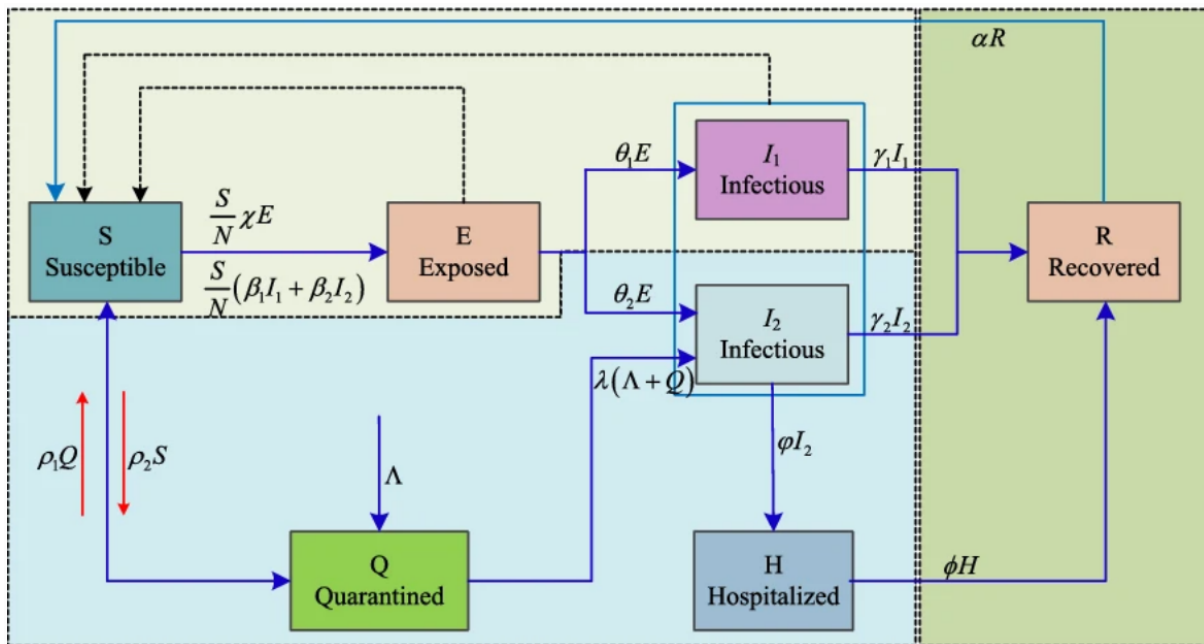 αR
θ₁E
I₁
Infectious
γ₁I₁
S
Susceptible
S/N χE
S/N (β₁I₁ + β₂I₂)
E
Exposed
R
Recovered
θ₂E
I₂
Infectious
γ₂I₂
λ(Λ + Q)
ρ₁Q
ρ₂S
Λ
φI₂
Q
Quarantined
H
Hospitalized
ϕH